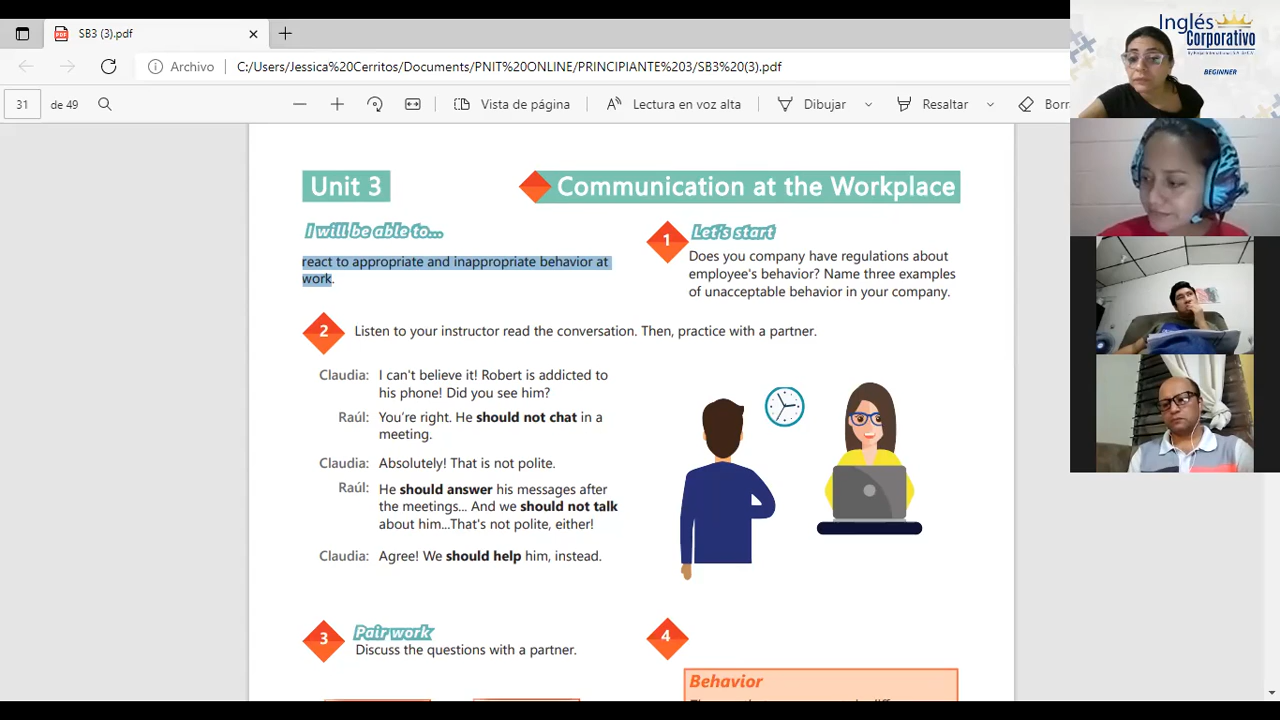 SB3 (3).pdf
Archivo
C:/Users/Jessica%20Cerritos/Documents/PNIT%20ONLINE/PRINCIPIANTE%203/SB3%20(3).pdf
31
de 49
Vista de página
Lectura en voz alta
Dibujar
Resaltar
Borra
Inglés
Corporativo
BEGINNER
Unit 3
Communication at the Workplace
I will be able to...
react to appropriate and inappropriate behavior at
work.
1
Let's start
Does you company have regulations about
employee's behavior? Name three examples
of unacceptable behavior in your company.
2
Listen to your instructor read the conversation. Then, practice with a partner.
Claudia: I can't believe it! Robert is addicted to
his phone! Did you see him?
Raúl: You're right. He should not chat in a
meeting.
Claudia: Absolutely! That is not polite.
Raúl: He should answer his messages after
the meetings... And we should not talk
about him...That's not polite, either!
Claudia: Agree! We should help him, instead.
3
Pair work
Discuss the questions with a partner.
4
Behavior